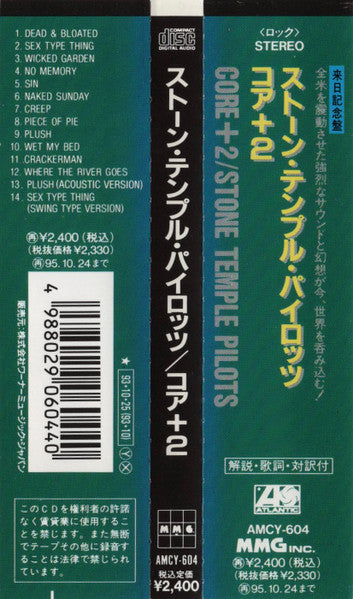 1. DEAD & BLOATED
2. SEX TYPE THING
3. WICKED GARDEN
4. NO MEMORY
5. SIN
6. NAKED SUNDAY
7. CREEP
8. PIECE OF PIE
9. PLUSH
10. WET MY BED
11. CRACKERMAN
12. WHERE THE RIVER GOES
13. PLUSH (ACOUSTIC VERSION)
14. SEX TYPE THING
(SWING TYPE VERSION)
再¥2,400(税込)
(税抜価格¥2,330)
再95.10.24まで
4 988029 060440
★
93・10・25(93・10)
Y X
販売元:株式会社ワーナーミュージック・ジャパン
このCDを権利者の許諾
なく賃貸業に使用するこ
とを禁じます。また無断
でテープその他に録音す
ることは法律で禁じられ
ています。
COMPACT
disc
DIGITAL AUDIO
ストーン・テンプル・パイロッツ/コア+2
MMG
AMCY-604
税込定価
¥2,400
〈ロック〉
STEREO
来日記念盤
全米を震動させた強烈なサウンドと幻想が今、世界を呑み込む!
ストーン・テンプル・パイロッツ
コア+2
CORE+2/STONE TEMPLE PILOTS
解説・歌詞・対訳付
ATLANTIC
AMCY-604
MMG INC.
再¥2,400(税込)
(税抜価格¥2,330)
再95.10.24まで